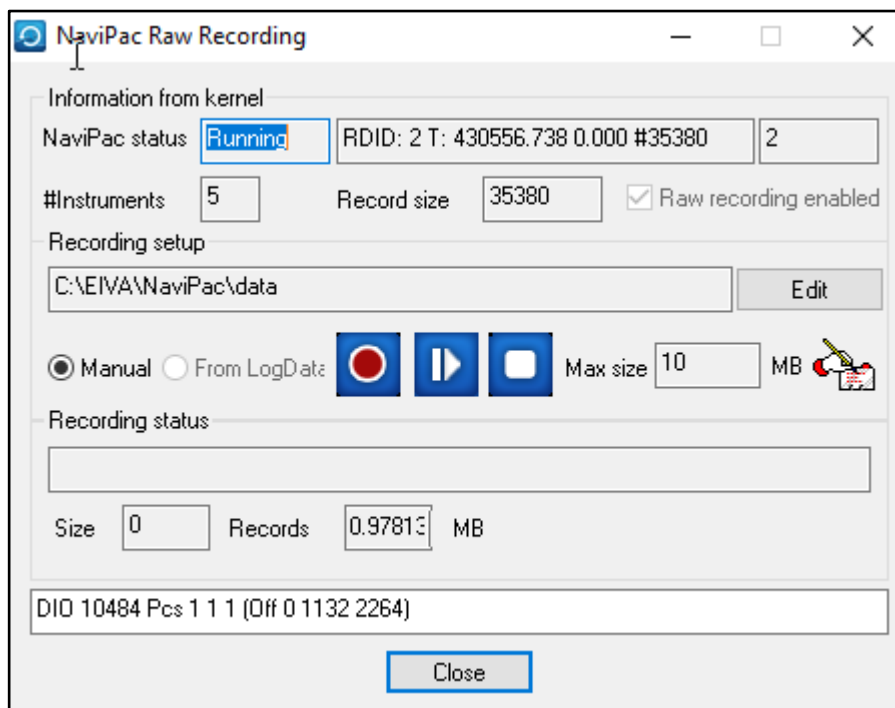 NaviPac Raw Recording
Information from kernel
NaviPac status Running RDID: 2 T: 430556.738 0.000 #35380 2
#Instruments 5 Record size 35380 Raw recording enabled
Recording setup
C:\EIVA\NaviPac\data Edit
Manual From LogData Max size 10 MB
Recording status
Size 0 Records 0.97813 MB
DIO 10484 Pcs 1 1 1 (Off 0 1132 2264)
Close